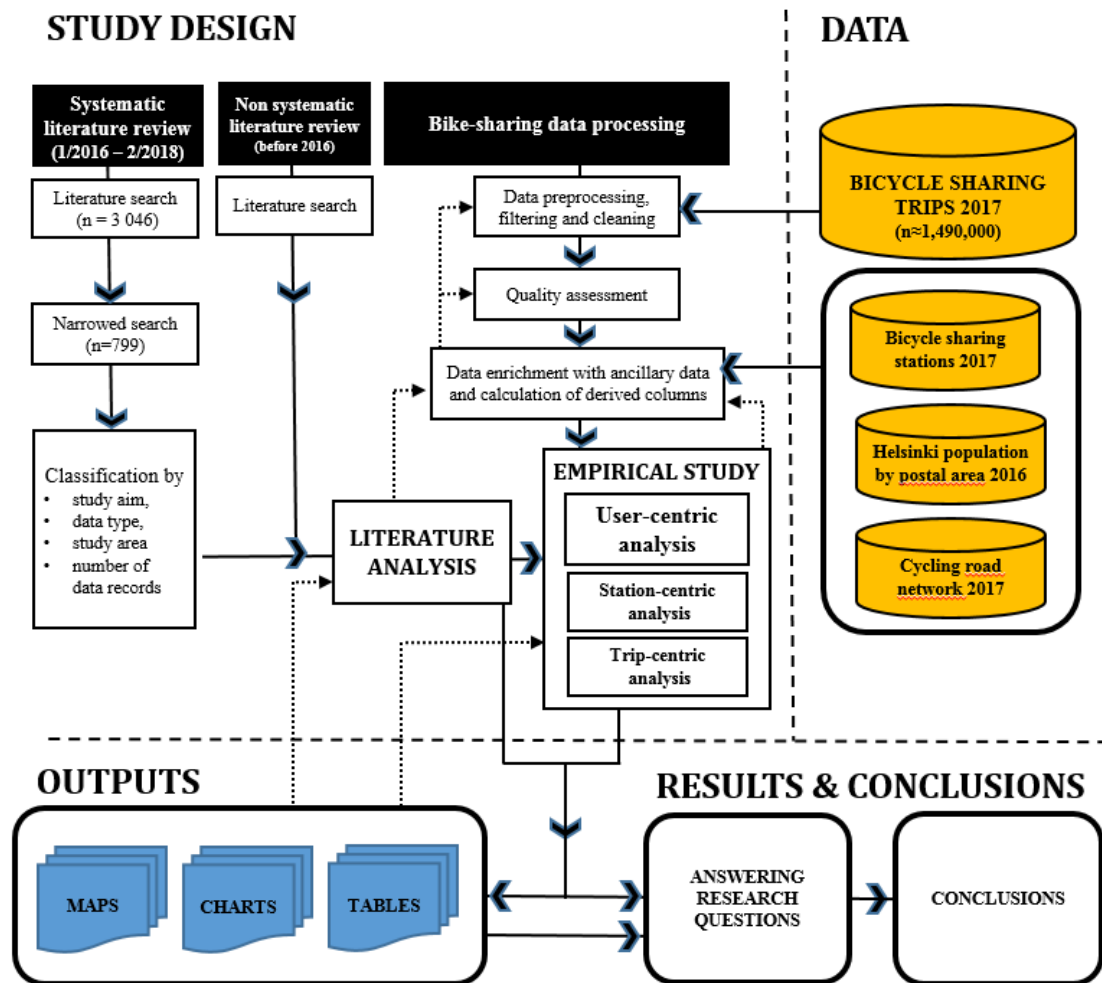 STUDY DESIGN
Systematic
literature review
(1/2016 – 2/2018)
Literature search
(n = 3 046)
Narrowed search
(n=799)
Classification by
• study aim,
• data type,
• study area
• number of
data records
Non systematic
literature review
(before 2016)
Literature search
Bike-sharing data processing
Data preprocessing,
filtering and cleaning
Quality assessment
Data enrichment with ancillary data
and calculation of derived columns
LITERATURE
ANALYSIS
EMPIRICAL STUDY
User-centric
analysis
Station-centric
analysis
Trip-centric
analysis
DATA
BICYCLE SHARING
TRIPS 2017
(n≈1,490,000)
Bicycle sharing
stations 2017
Helsinki population
by postal area 2016
Cycling road
network 2017
OUTPUTS
MAPS
CHARTS
TABLES
RESULTS & CONCLUSIONS
ANSWERING
RESEARCH
QUESTIONS
CONCLUSIONS